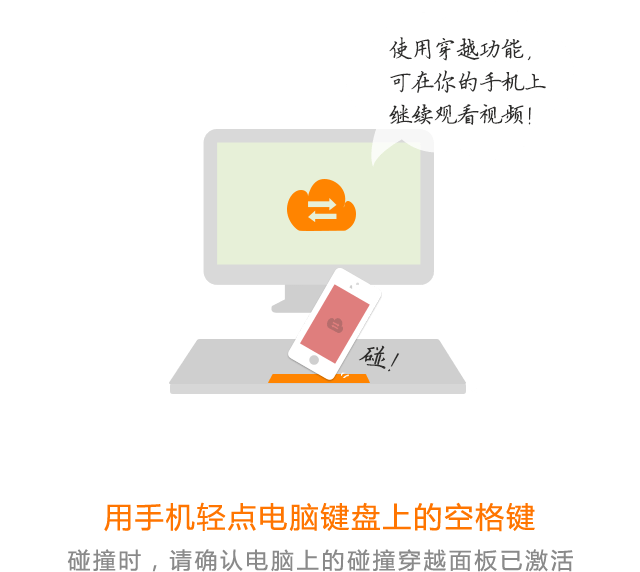 使用穿越功能,
可在你的手机上
继续观看视频!
碰!
用手机轻点电脑键盘上的空格键
碰撞时，请确认电脑上的碰撞穿越面板已激活